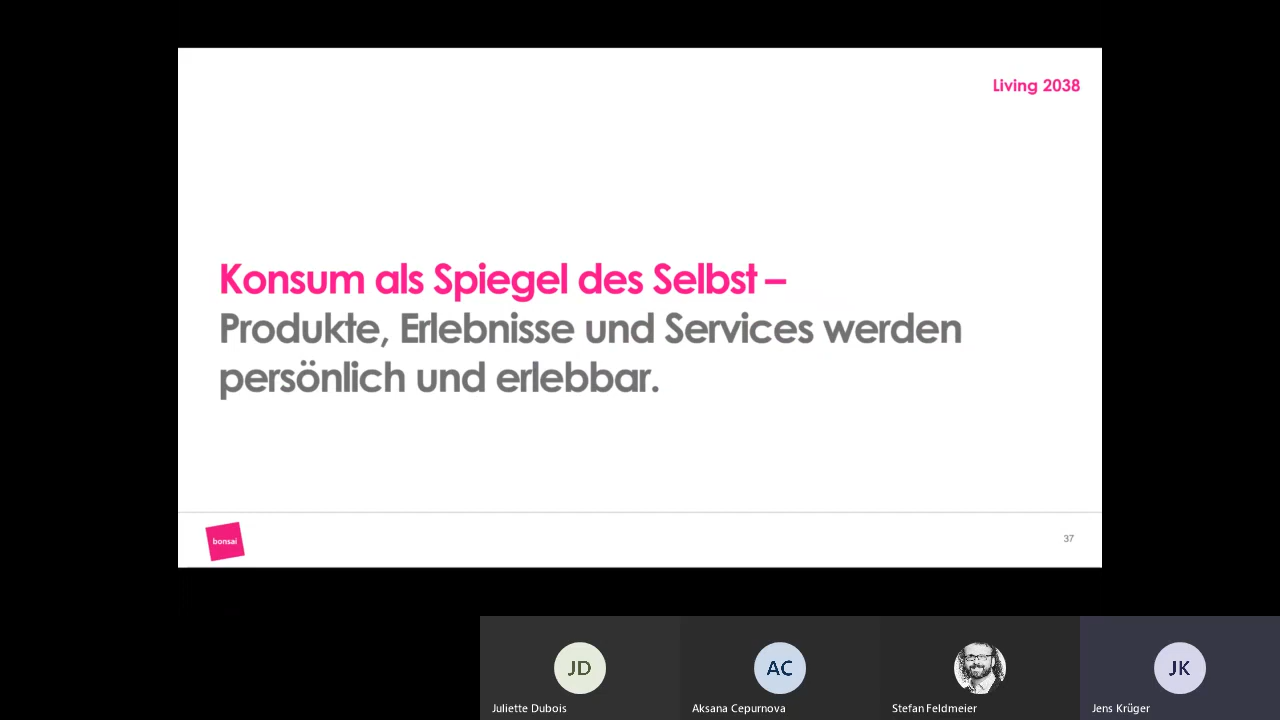 Living 2038
Konsum als Spiegel des Selbst –
Produkte, Erlebnisse und Services werden
persönlich und erlebbar.
bonsai
37
JD
AC
JK
Juliette Dubois
Aksana Cepurnova
Stefan Feldmeier
Jens Krüger